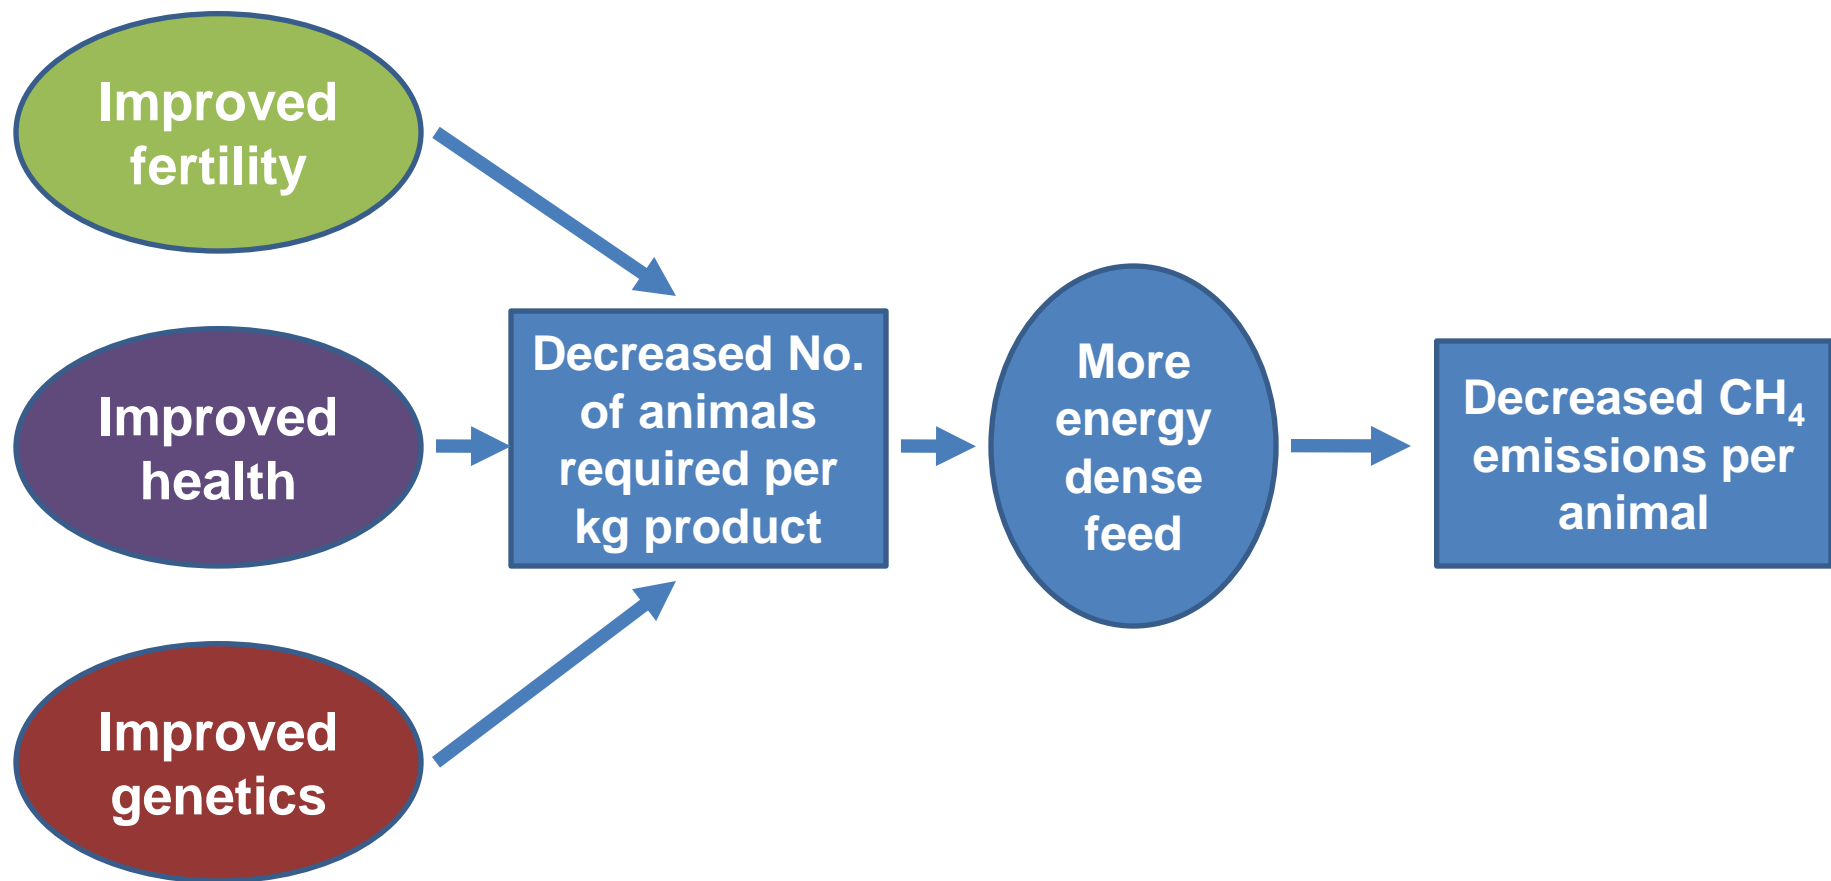 Improved
fertility
Improved
health
Improved
genetics
Decreased No.
of animals
required per
kg product
More
energy
dense
feed
Decreased CH₄
emissions per
animal